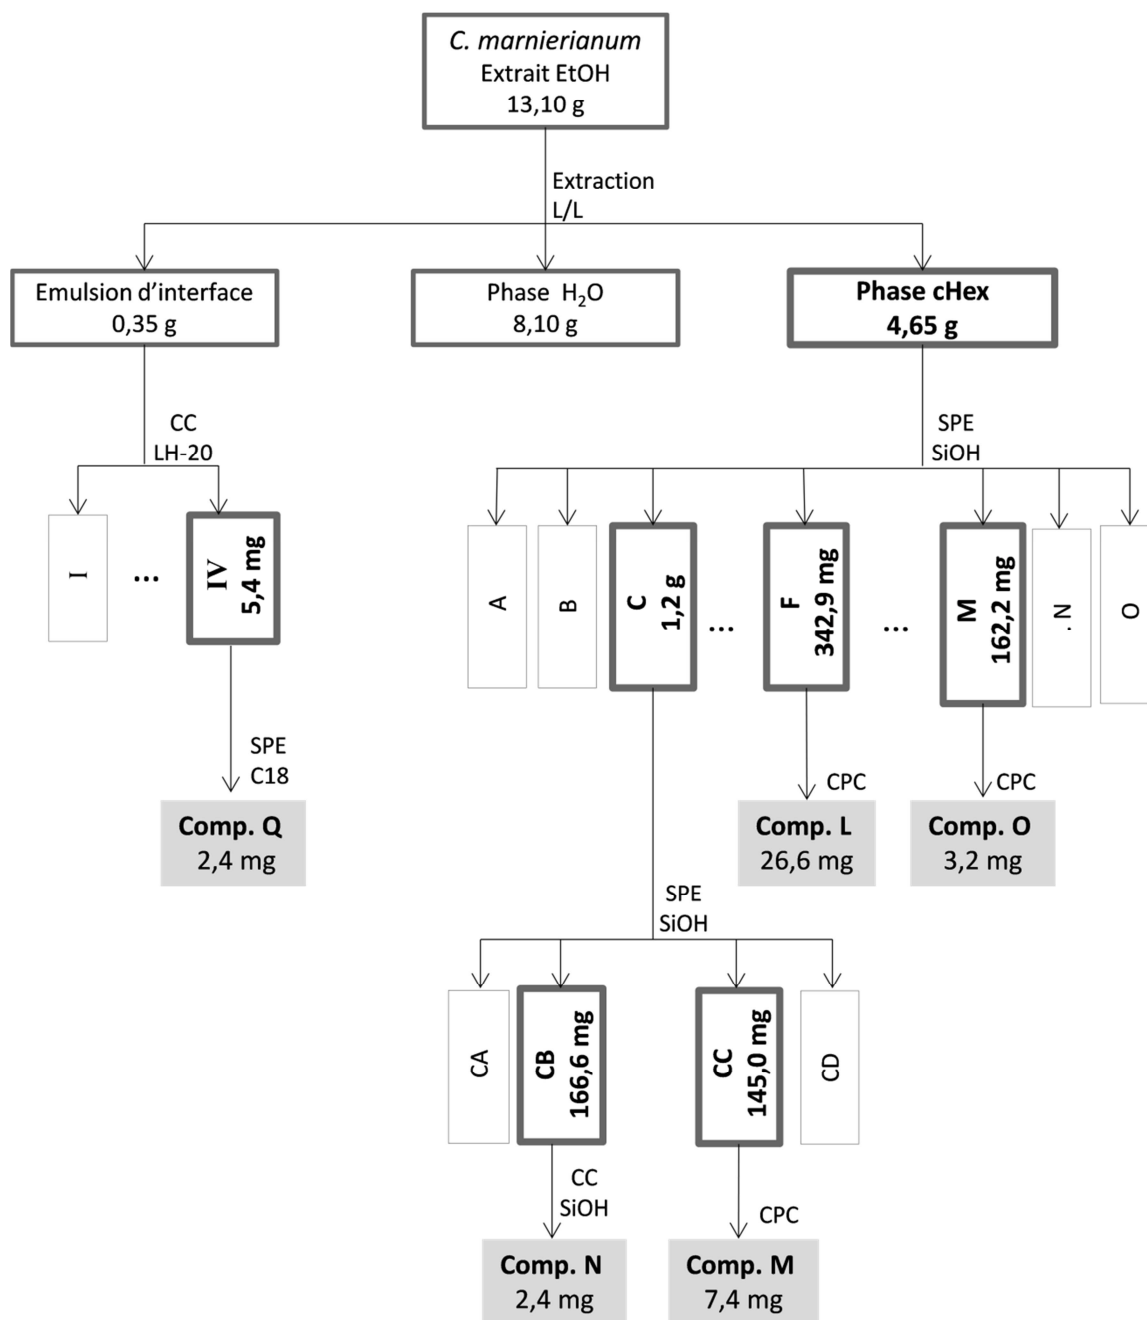 C. marnierianum
Extrait EtOH
13,10 g
Extraction
L/L
Emulsion d'interface
0,35 g
Phase H₂O
8,10 g
Phase cHex
4,65 g
CC
LH-20
SPE
SiOH
I
...
IV
5,4 mg
A
B
C
1,2 g
...
F
342,9 mg
...
M
162,2 mg
. N
O
SPE
C18
CPC
CPC
Comp. Q
2,4 mg
Comp. L
26,6 mg
Comp. O
3,2 mg
SPE
SiOH
CA
CB
166,6 mg
CC
145,0 mg
CD
CC
SiOH
CPC
Comp. N
2,4 mg
Comp. M
7,4 mg